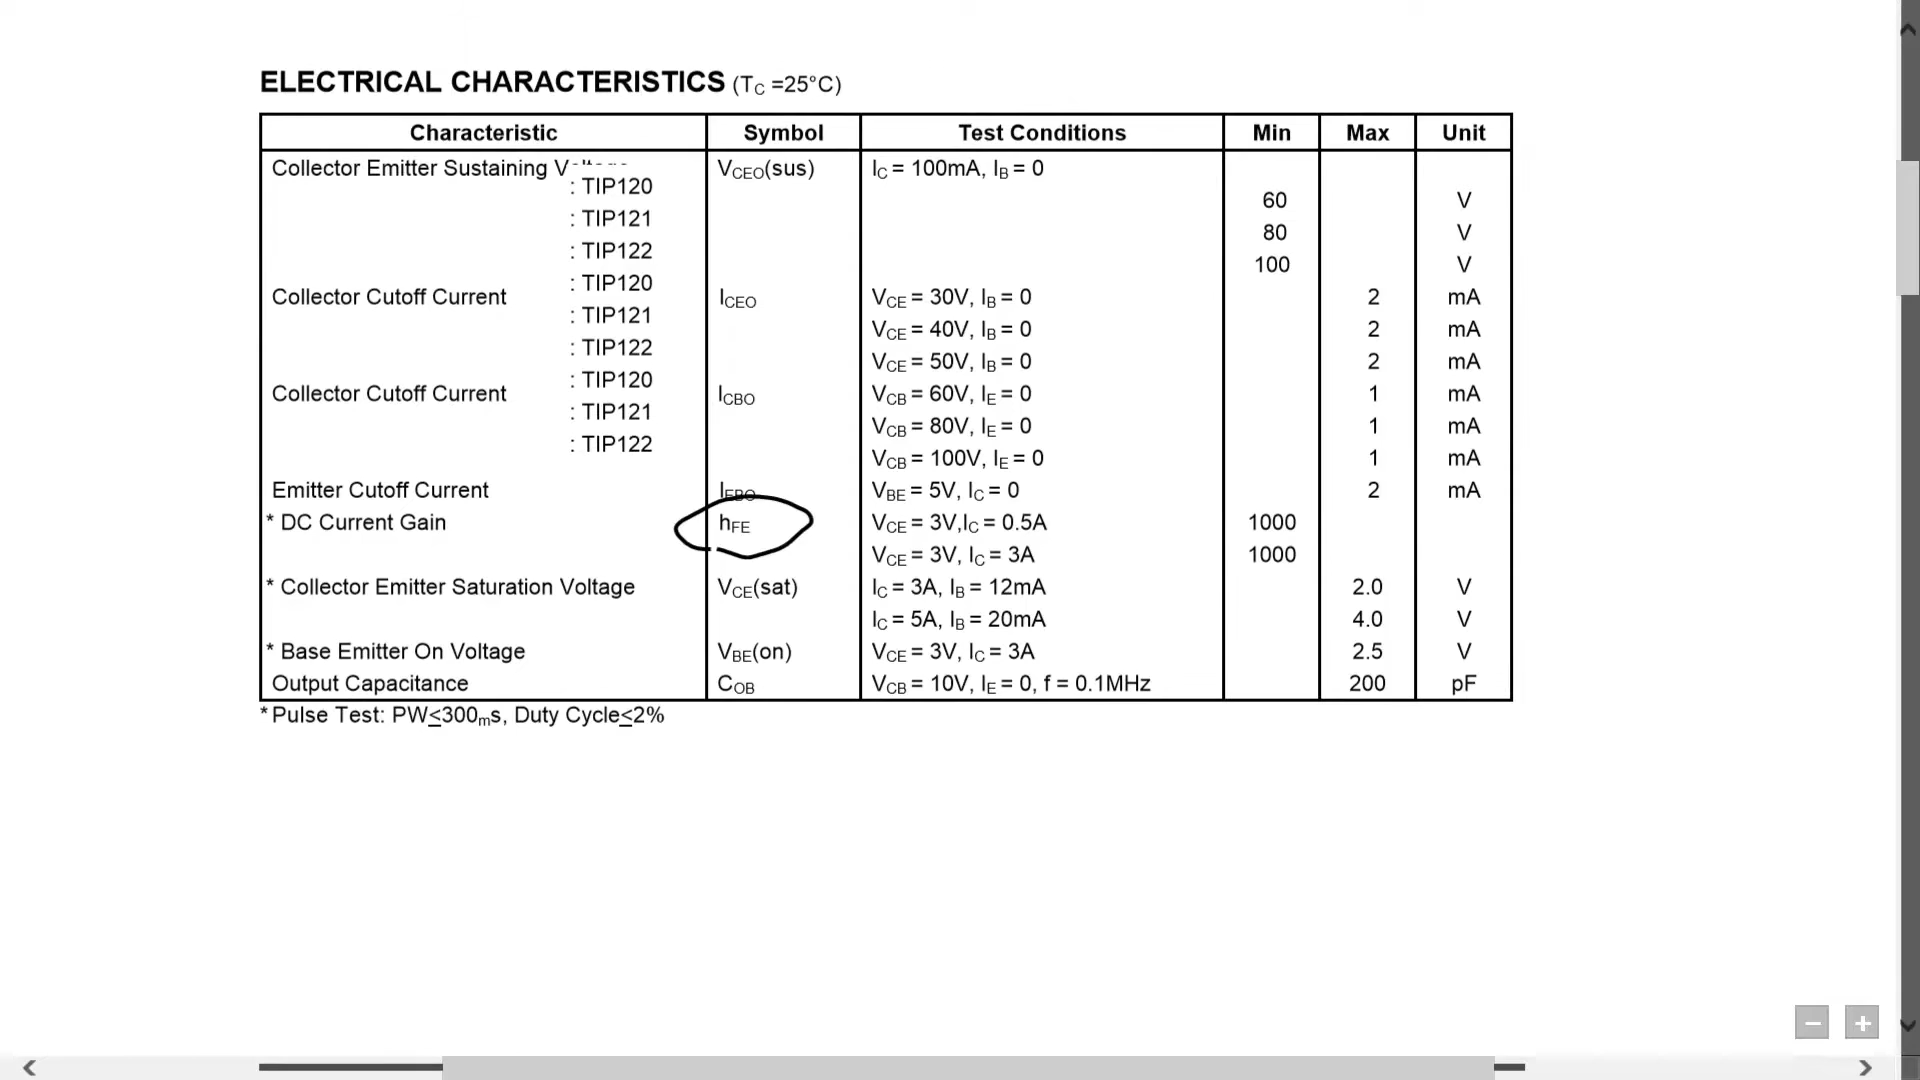 ELECTRICAL CHARACTERISTICS (TC =25°C)
Characteristic Symbol Test Conditions Min Max Unit
Collector Emitter Sustaining VCEO(sus) IC = 100mA, IB = 0
: TIP120 60 V
: TIP121 80 V
: TIP122 100 V
Collector Cutoff Current : TIP120 ICEO VCE = 30V, IB = 0 2 mA
: TIP121 VCE = 40V, IB = 0 2 mA
: TIP122 VCE = 50V, IB = 0 2 mA
Collector Cutoff Current : TIP120 ICBO VCB = 60V, IE = 0 1 mA
: TIP121 VCB = 80V, IE = 0 1 mA
: TIP122 VCB = 100V, IE = 0 1 mA
Emitter Cutoff Current IEBO VBE = 5V, IC = 0 2 mA
* DC Current Gain hFE VCE = 3V,IC = 0.5A 1000
VCE = 3V, IC = 3A 1000
* Collector Emitter Saturation Voltage VCE(sat) IC = 3A, IB = 12mA 2.0 V
IC = 5A, IB = 20mA 4.0 V
* Base Emitter On Voltage VBE(on) VCE = 3V, IC = 3A 2.5 V
Output Capacitance COB VCB = 10V, IE = 0, f = 0.1MHz 200 pF
* Pulse Test: PW≤300ms, Duty Cycle≤2%